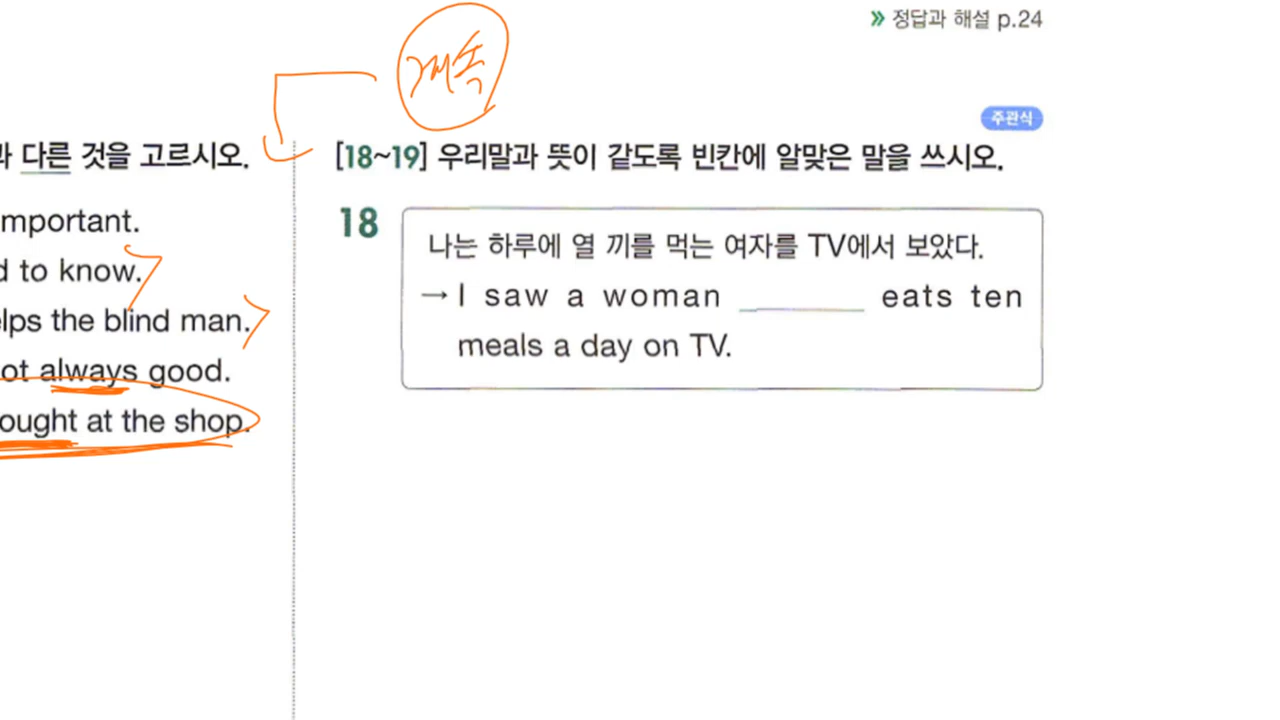 정답과 해설 p.24
계속
다른 것을 고르시오.
mportant.
d to know.
elps the blind man.
ot always good.
ought at the shop.
주관식
[18~19] 우리말과 뜻이 같도록 빈칸에 알맞은 말을 쓰시오.
18
나는 하루에 열 끼를 먹는 여자를 TV에서 보았다.
→ I saw a woman ________ eats ten
meals a day on TV.